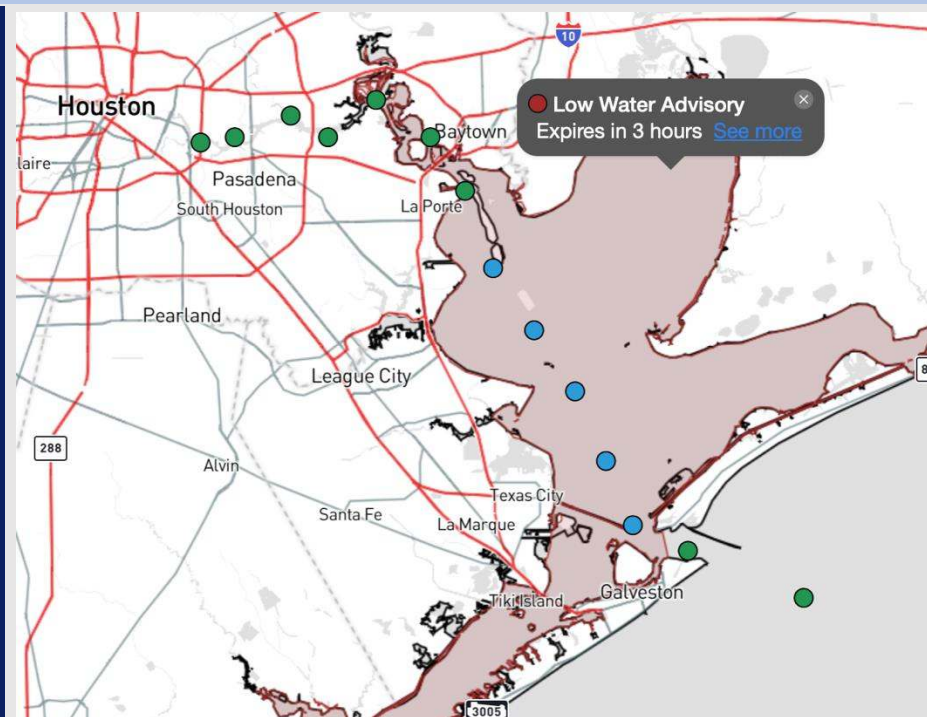 10
Houston
Low Water Advisory
Expires in 3 hours See more
Baytown
laire
Pasadena
South Houston
La Porte
Pearland
League City
8
288
Alvin
Texas City
Santa Fe
La Marque
Galveston
Tiki Island
3005